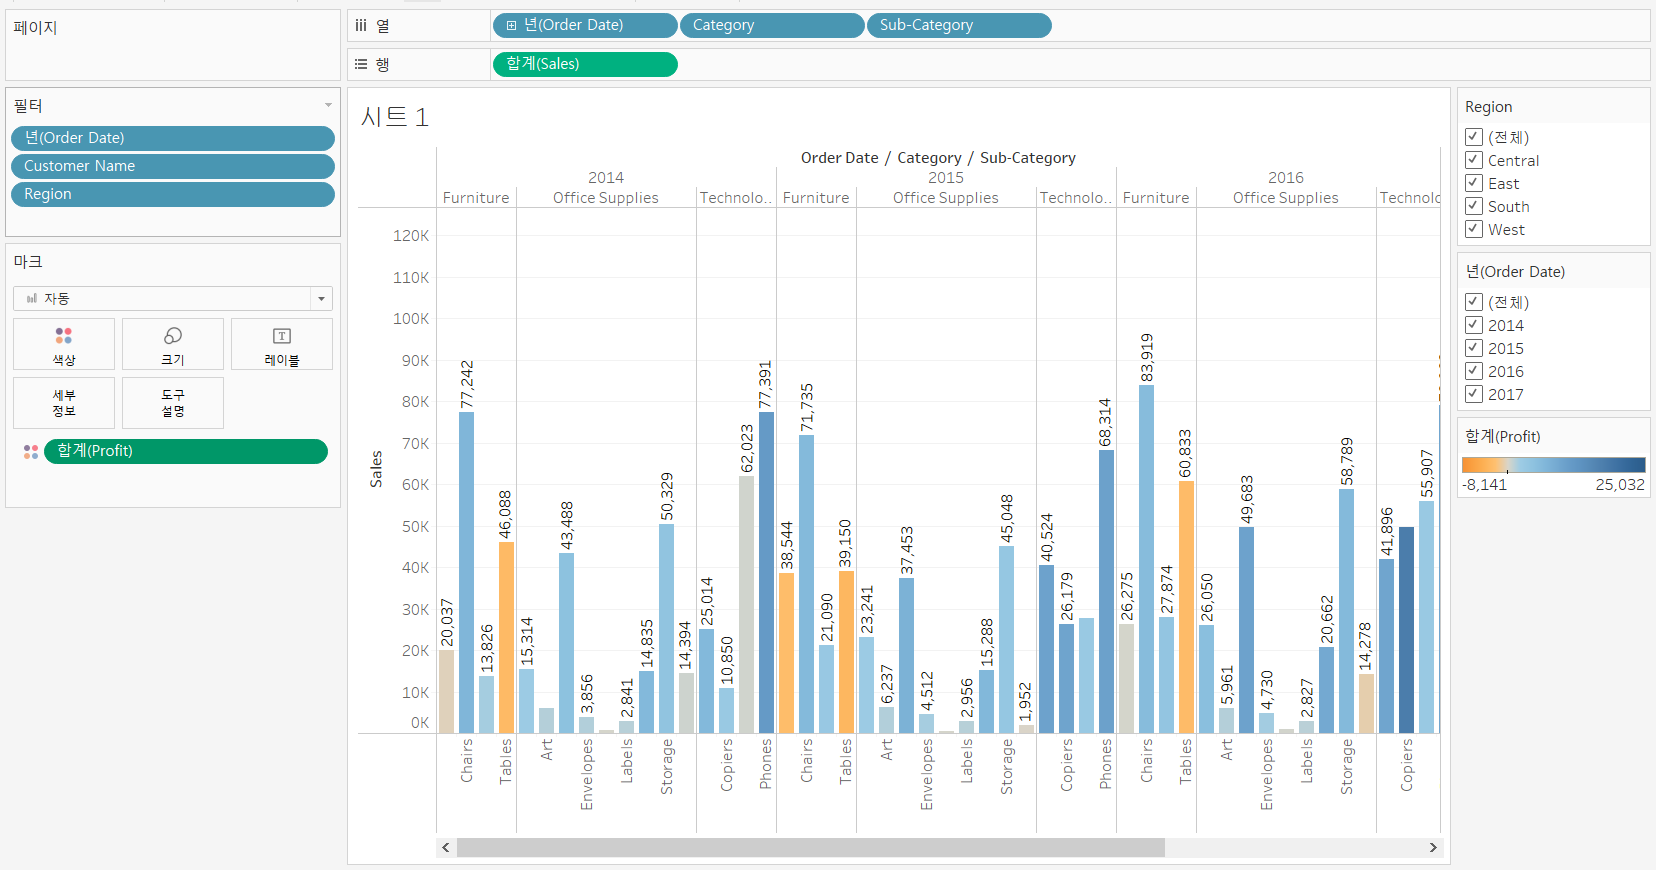 페이지
열
년(Order Date)
Category
Sub-Category
행
합계(Sales)
필터
년(Order Date)
Customer Name
Region
마크
자동
색상
크기
T
레이블
세부
정보
도구
설명
합계(Profit)
시트 1
Order Date / Category / Sub-Category
2014
2015
2016
Furniture
Office Supplies
Technolo..
Furniture
Office Supplies
Technolo..
Furniture
Office Supplies
Technolo
Sales
120K
110K
100K
90K
80K
70K
60K
50K
40K
30K
20K
10K
0K
20,037
77,242
13,826
46,088
15,314
43,488
3,856
2,841
14,835
50,329
14,394
25,014
10,850
62,023
77,391
38,544
71,735
21,090
39,150
23,241
6,237
37,453
4,512
2,956
15,288
45,048
1,952
40,524
26,179
68,314
26,275
83,919
27,874
60,833
26,050
5,961
49,683
4,730
2,827
20,662
58,789
14,278
41,896
55,907
Chairs
Tables
Art
Envelopes
Labels
Storage
Copiers
Phones
Chairs
Tables
Art
Envelopes
Labels
Storage
Copiers
Phones
Chairs
Tables
Art
Envelopes
Labels
Storage
Copiers
Region
(전체)
Central
East
South
West
년(Order Date)
(전체)
2014
2015
2016
2017
합계(Profit)
-8,141
25,032